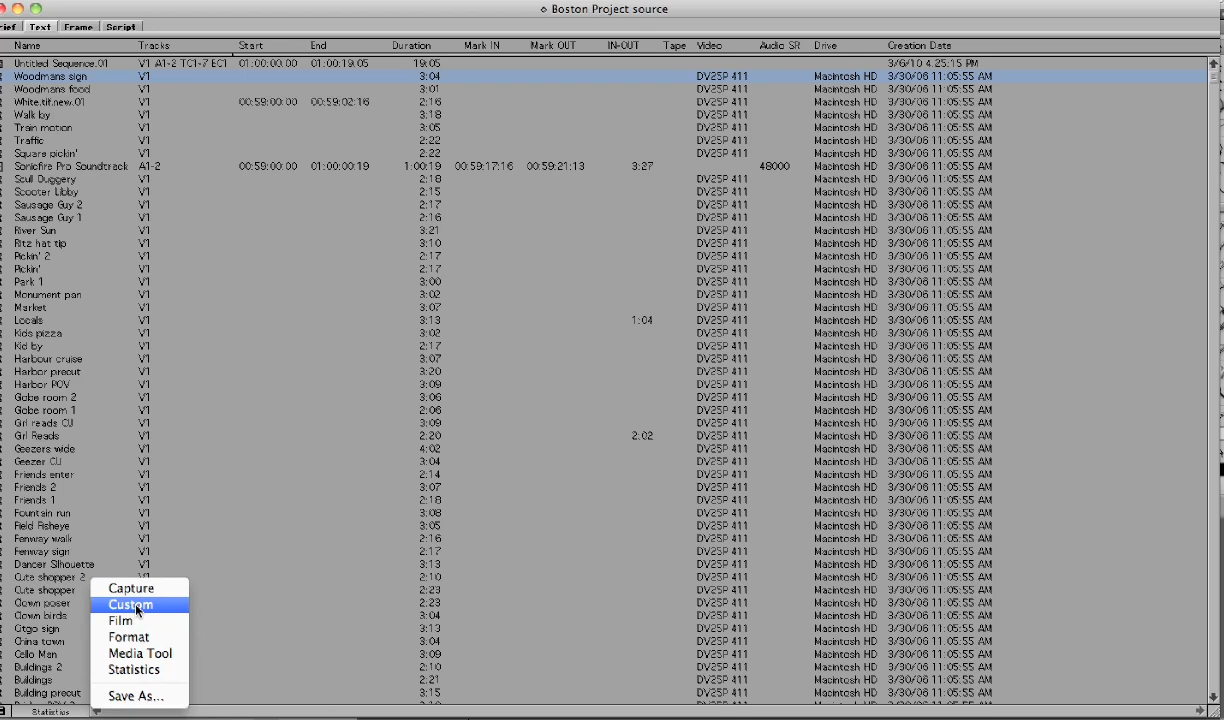 Boston Project source
rief Text Frame Script
Name Tracks Start End Duration Mark IN Mark OUT IN-OUT Tape Video Audio SR Drive Creation Date
Untitled Sequence.01 V1 A1-2 TC1-7 EC1 01:00:00:00 01:00:19:05 19:05 3/6/10 4:25:15 PM
Woodmans sign V1 3:04 DV25P 411 Macintosh HD 3/30/06 11:05:55 AM
Woodmans food V1 3:01 DV25P 411 Macintosh HD 3/30/06 11:05:55 AM
White.tif.new.01 V1 00:59:00:00 00:59:02:16 2:16 DV25P 411 Macintosh HD 3/30/06 11:05:55 AM
Walk by V1 3:18 DV25P 411 Macintosh HD 3/30/06 11:05:55 AM
Train motion V1 3:05 DV25P 411 Macintosh HD 3/30/06 11:05:55 AM
Traffic V1 2:22 DV25P 411 Macintosh HD 3/30/06 11:05:55 AM
Square pickin' V1 2:22 DV25P 411 Macintosh HD 3/30/06 11:05:55 AM
Sonicfire Pro Soundtrack A1-2 00:59:00:00 01:00:00:19 1:00:19 00:59:17:16 00:59:21:13 3:27 48000 Macintosh HD 3/30/06 11:05:55 AM
Scull Duggery V1 2:18 DV25P 411 Macintosh HD 3/30/06 11:05:55 AM
Scooter Libby V1 2:15 DV25P 411 Macintosh HD 3/30/06 11:05:55 AM
Sausage Guy 2 V1 2:17 DV25P 411 Macintosh HD 3/30/06 11:05:55 AM
Sausage Guy 1 V1 2:16 DV25P 411 Macintosh HD 3/30/06 11:05:55 AM
River Sun V1 3:21 DV25P 411 Macintosh HD 3/30/06 11:05:55 AM
Ritz hat tip V1 3:10 DV25P 411 Macintosh HD 3/30/06 11:05:55 AM
Pickin' 2 V1 2:17 DV25P 411 Macintosh HD 3/30/06 11:05:55 AM
Pickin' V1 2:17 DV25P 411 Macintosh HD 3/30/06 11:05:55 AM
Park 1 V1 3:00 DV25P 411 Macintosh HD 3/30/06 11:05:55 AM
Monument pan V1 3:02 DV25P 411 Macintosh HD 3/30/06 11:05:55 AM
Market V1 3:07 DV25P 411 Macintosh HD 3/30/06 11:05:55 AM
Locals V1 3:13 1:04 DV25P 411 Macintosh HD 3/30/06 11:05:55 AM
Kids pizza V1 3:02 DV25P 411 Macintosh HD 3/30/06 11:05:55 AM
Kid by V1 2:17 DV25P 411 Macintosh HD 3/30/06 11:05:55 AM
Harbour cruise V1 3:07 DV25P 411 Macintosh HD 3/30/06 11:05:55 AM
Harbor precut V1 3:20 DV25P 411 Macintosh HD 3/30/06 11:05:55 AM
Harbor POV V1 3:09 DV25P 411 Macintosh HD 3/30/06 11:05:55 AM
Globe room 2 V1 3:06 DV25P 411 Macintosh HD 3/30/06 11:05:55 AM
Globe room 1 V1 2:06 DV25P 411 Macintosh HD 3/30/06 11:05:55 AM
Girl reads CU V1 3:09 DV25P 411 Macintosh HD 3/30/06 11:05:55 AM
Girl Reads V1 2:20 2:02 DV25P 411 Macintosh HD 3/30/06 11:05:55 AM
Geezers wide V1 4:02 DV25P 411 Macintosh HD 3/30/06 11:05:55 AM
Geezer CU V1 3:04 DV25P 411 Macintosh HD 3/30/06 11:05:55 AM
Friends enter V1 2:14 DV25P 411 Macintosh HD 3/30/06 11:05:55 AM
Friends 2 V1 3:07 DV25P 411 Macintosh HD 3/30/06 11:05:55 AM
Friends 1 V1 2:18 DV25P 411 Macintosh HD 3/30/06 11:05:55 AM
Fountain run V1 3:08 DV25P 411 Macintosh HD 3/30/06 11:05:55 AM
Field Fisheye V1 3:05 DV25P 411 Macintosh HD 3/30/06 11:05:55 AM
Fenway walk V1 2:16 DV25P 411 Macintosh HD 3/30/06 11:05:55 AM
Fenway sign V1 2:17 DV25P 411 Macintosh HD 3/30/06 11:05:55 AM
Dancer Silhouette V1 3:13 DV25P 411 Macintosh HD 3/30/06 11:05:55 AM
Cute shopper 2 V1 2:10 DV25P 411 Macintosh HD 3/30/06 11:05:55 AM
Cute shopper 2:23 DV25P 411 Macintosh HD 3/30/06 11:05:55 AM
Clown poser 2:23 DV25P 411 Macintosh HD 3/30/06 11:05:55 AM
Clown birds 3:04 DV25P 411 Macintosh HD 3/30/06 11:05:55 AM
Citgo sign 3:13 DV25P 411 Macintosh HD 3/30/06 11:05:55 AM
China town 3:04 DV25P 411 Macintosh HD 3/30/06 11:05:55 AM
Cello Man 3:09 DV25P 411 Macintosh HD 3/30/06 11:05:55 AM
Buildings 2 2:10 DV25P 411 Macintosh HD 3/30/06 11:05:55 AM
Buildings 2:21 DV25P 411 Macintosh HD 3/30/06 11:05:55 AM
Building precut 3:15 DV25P 411 Macintosh HD 3/30/06 11:05:55 AM
Capture
Custom
Film
Format
Media Tool
Statistics
Save As...
Statistics